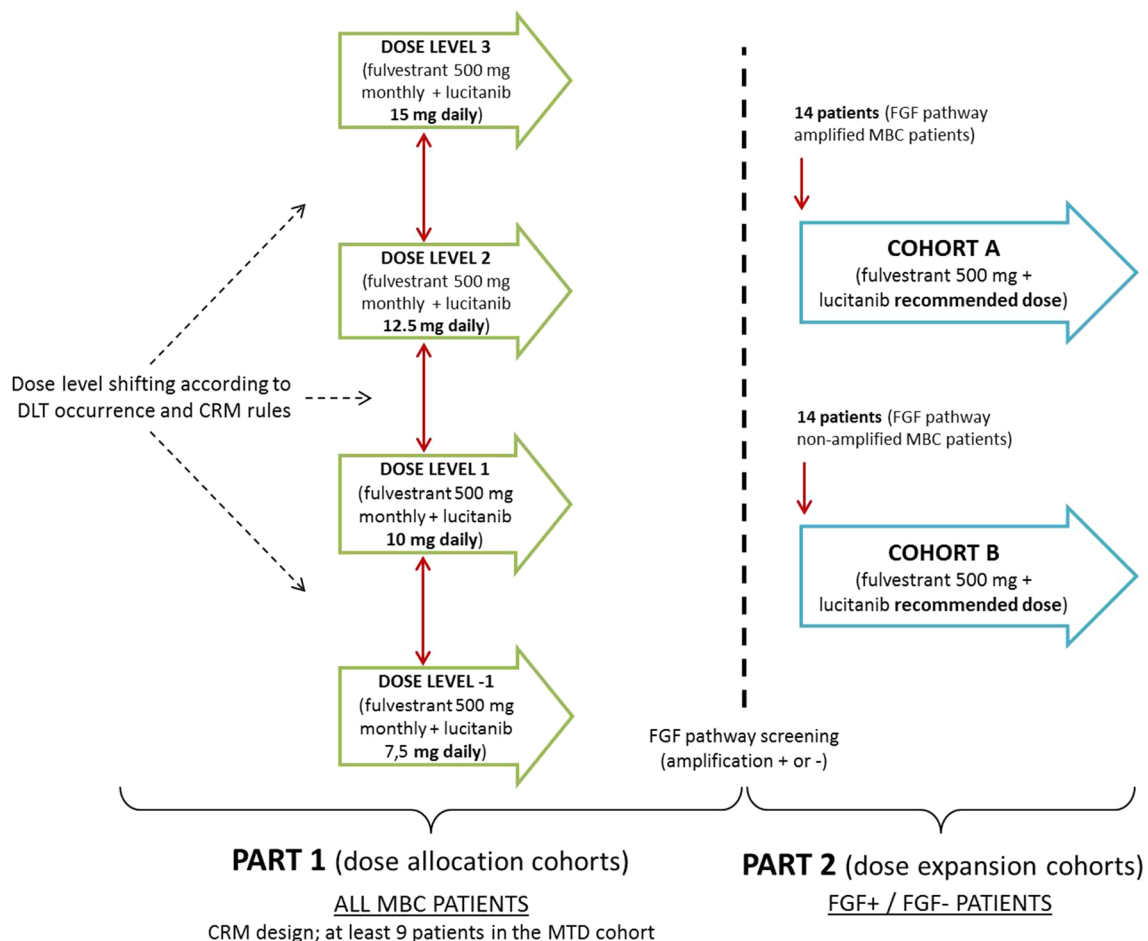 DOSE LEVEL 3
(fulvestrant 500 mg
monthly + lucitanib
15 mg daily)
DOSE LEVEL 2
(fulvestrant 500 mg
monthly + lucitanib
12.5 mg daily)
Dose level shifting according to
DLT occurrence and CRM rules
DOSE LEVEL 1
(fulvestrant 500 mg
monthly + lucitanib
10 mg daily)
DOSE LEVEL -1
(fulvestrant 500 mg
monthly + lucitanib
7,5 mg daily)
FGF pathway screening
(amplification + or -)
14 patients (FGF pathway
amplified MBC patients)
COHORT A
(fulvestrant 500 mg +
lucitanib recommended dose)
14 patients (FGF pathway
non-amplified MBC patients)
COHORT B
(fulvestrant 500 mg +
lucitanib recommended dose)
PART 1 (dose allocation cohorts)
ALL MBC PATIENTS
CRM design; at least 9 patients in the MTD cohort
PART 2 (dose expansion cohorts)
FGF+ / FGF- PATIENTS